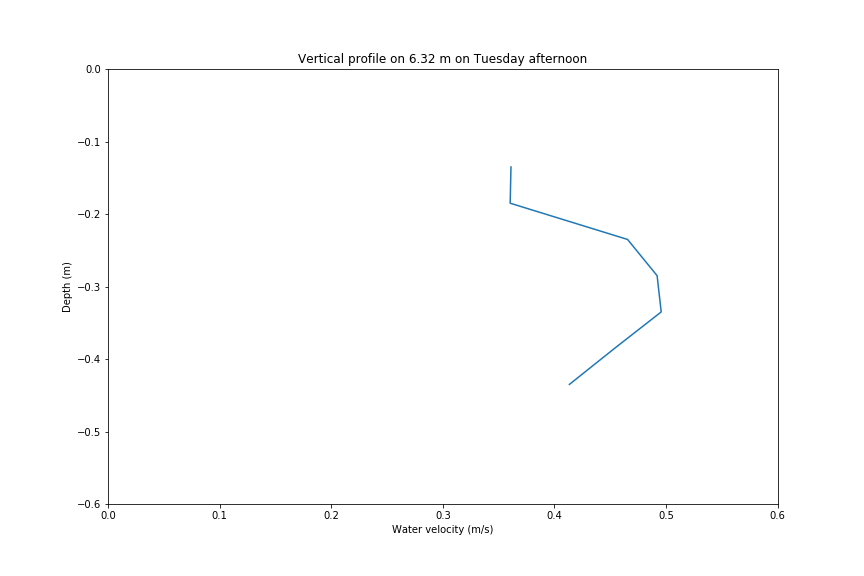 Vertical profile on 6.32 m on Tuesday afternoon
0.0
−0.1
−0.2
−0.3
−0.4
−0.5
−0.6
Depth (m)
0.0 0.1 0.2 0.3 0.4 0.5 0.6
Water velocity (m/s)